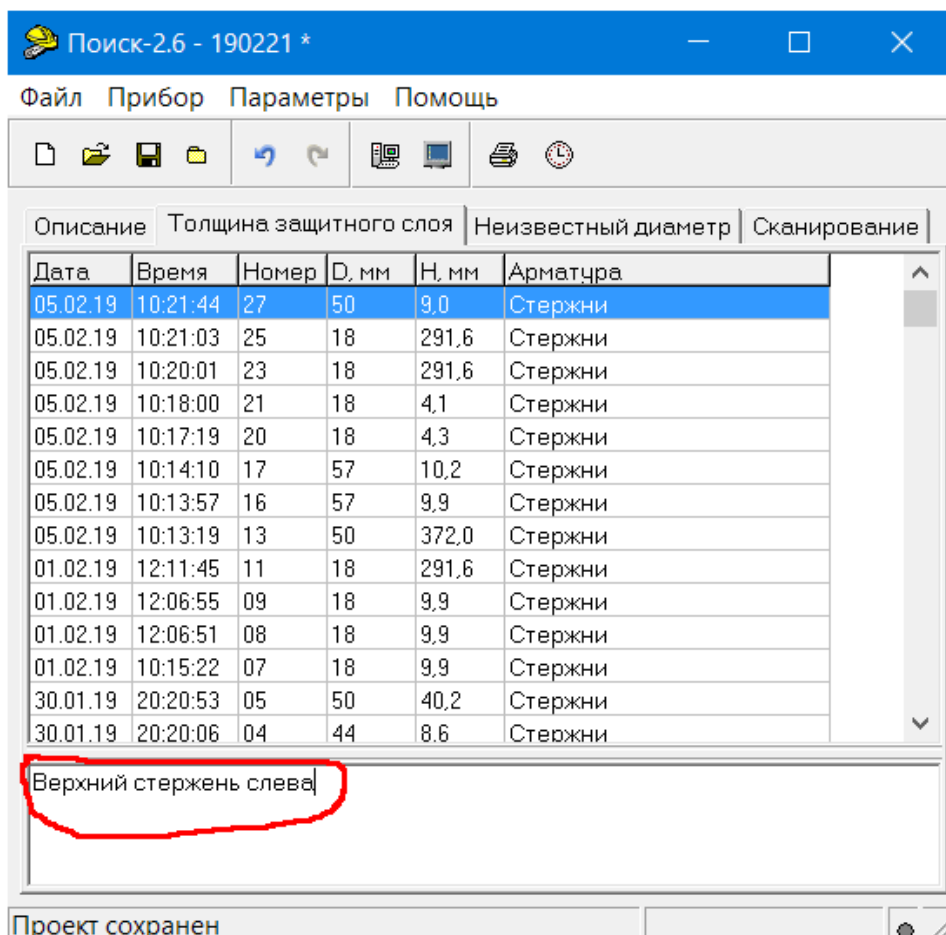 Поиск-2.6 - 190221 *
Файл Прибор Параметры Помощь
Описание Толщина защитного слоя Неизвестный диаметр Сканирование
Дата Время Номер D, мм H, мм Арматура
05.02.19 10:21:44 27 50 9,0 Стержни
05.02.19 10:21:03 25 18 291,6 Стержни
05.02.19 10:20:01 23 18 291,6 Стержни
05.02.19 10:18:00 21 18 4,1 Стержни
05.02.19 10:17:19 20 18 4,3 Стержни
05.02.19 10:14:10 17 57 10,2 Стержни
05.02.19 10:13:57 16 57 9,9 Стержни
05.02.19 10:13:19 13 50 372,0 Стержни
01.02.19 12:11:45 11 18 291,6 Стержни
01.02.19 12:06:55 09 18 9,9 Стержни
01.02.19 12:06:51 08 18 9,9 Стержни
01.02.19 10:15:22 07 18 9,9 Стержни
30.01.19 20:20:53 05 50 40,2 Стержни
30.01.19 20:20:06 04 44 8,6 Стержни
Верхний стержень слева
Проект сохранен